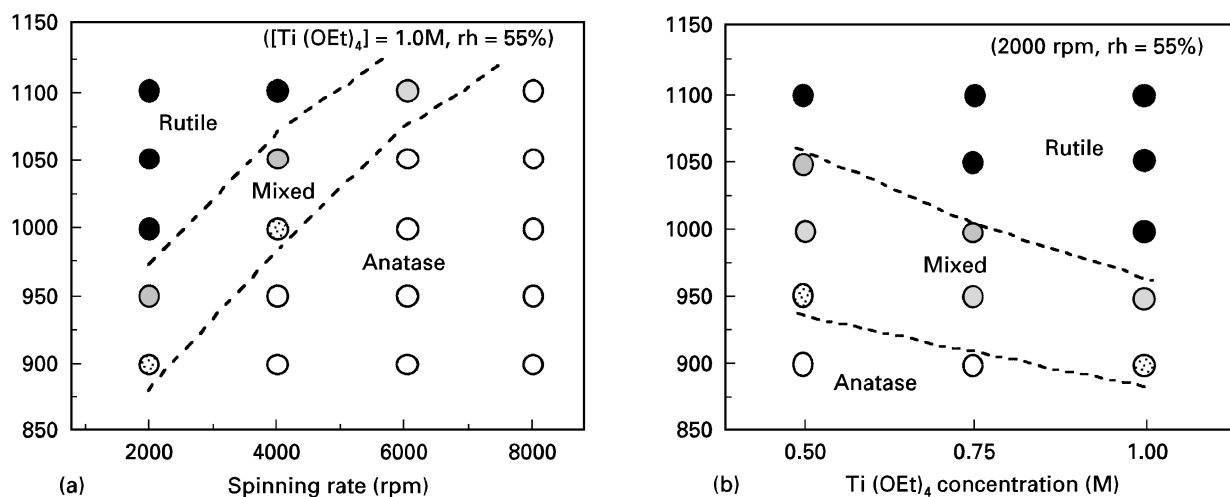 1150
([Ti (OEt)4] = 1.0M, rh = 55%)
1100
Rutile
1050
Mixed
1000
Anatase
950
900
850
2000 4000 6000 8000
(a) Spinning rate (rpm)
1150
(2000 rpm, rh = 55%)
1100
Rutile
1050
1000
Mixed
950
900
Anatase
850
0.50 0.75 1.00
(b) Ti (OEt)4 concentration (M)